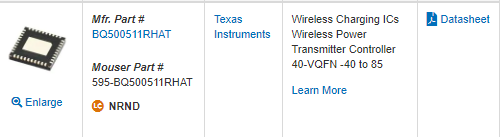 Mfr. Part #
BQ500511RHAT
Mouser Part #
595-BQ500511RHAT
LC NRND
Enlarge
Texas
Instruments
Wireless Charging ICs
Wireless Power
Transmitter Controller
40-VQFN -40 to 85
Learn More
Datasheet